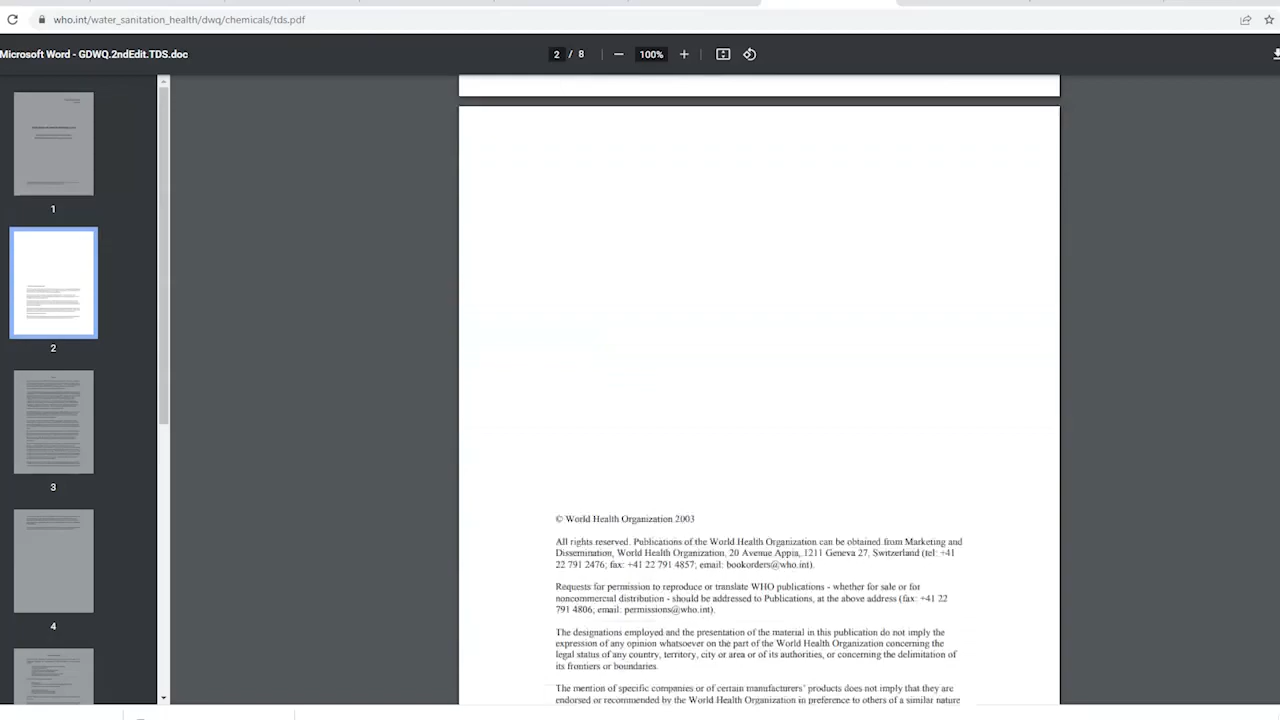 who.int/water_sanitation_health/dwq/chemicals/tds.pdf
Microsoft Word - GDWQ.2ndEdit.TDS.doc
2 / 8
100%
1
2
3
4
© World Health Organization 2003
All rights reserved. Publications of the World Health Organization can be obtained from Marketing and
Dissemination, World Health Organization, 20 Avenue Appia, 1211 Geneva 27, Switzerland (tel: +41
22 791 2476; fax: +41 22 791 4857; email: bookorders@who.int).
Requests for permission to reproduce or translate WHO publications - whether for sale or for
noncommercial distribution - should be addressed to Publications, at the above address (fax: +41 22
791 4806; email: permissions@who.int).
The designations employed and the presentation of the material in this publication do not imply the
expression of any opinion whatsoever on the part of the World Health Organization concerning the
legal status of any country, territory, city or area or of its authorities, or concerning the delimitation of
its frontiers or boundaries.
The mention of specific companies or of certain manufacturers' products does not imply that they are
endorsed or recommended by the World Health Organization in preference to others of a similar nature